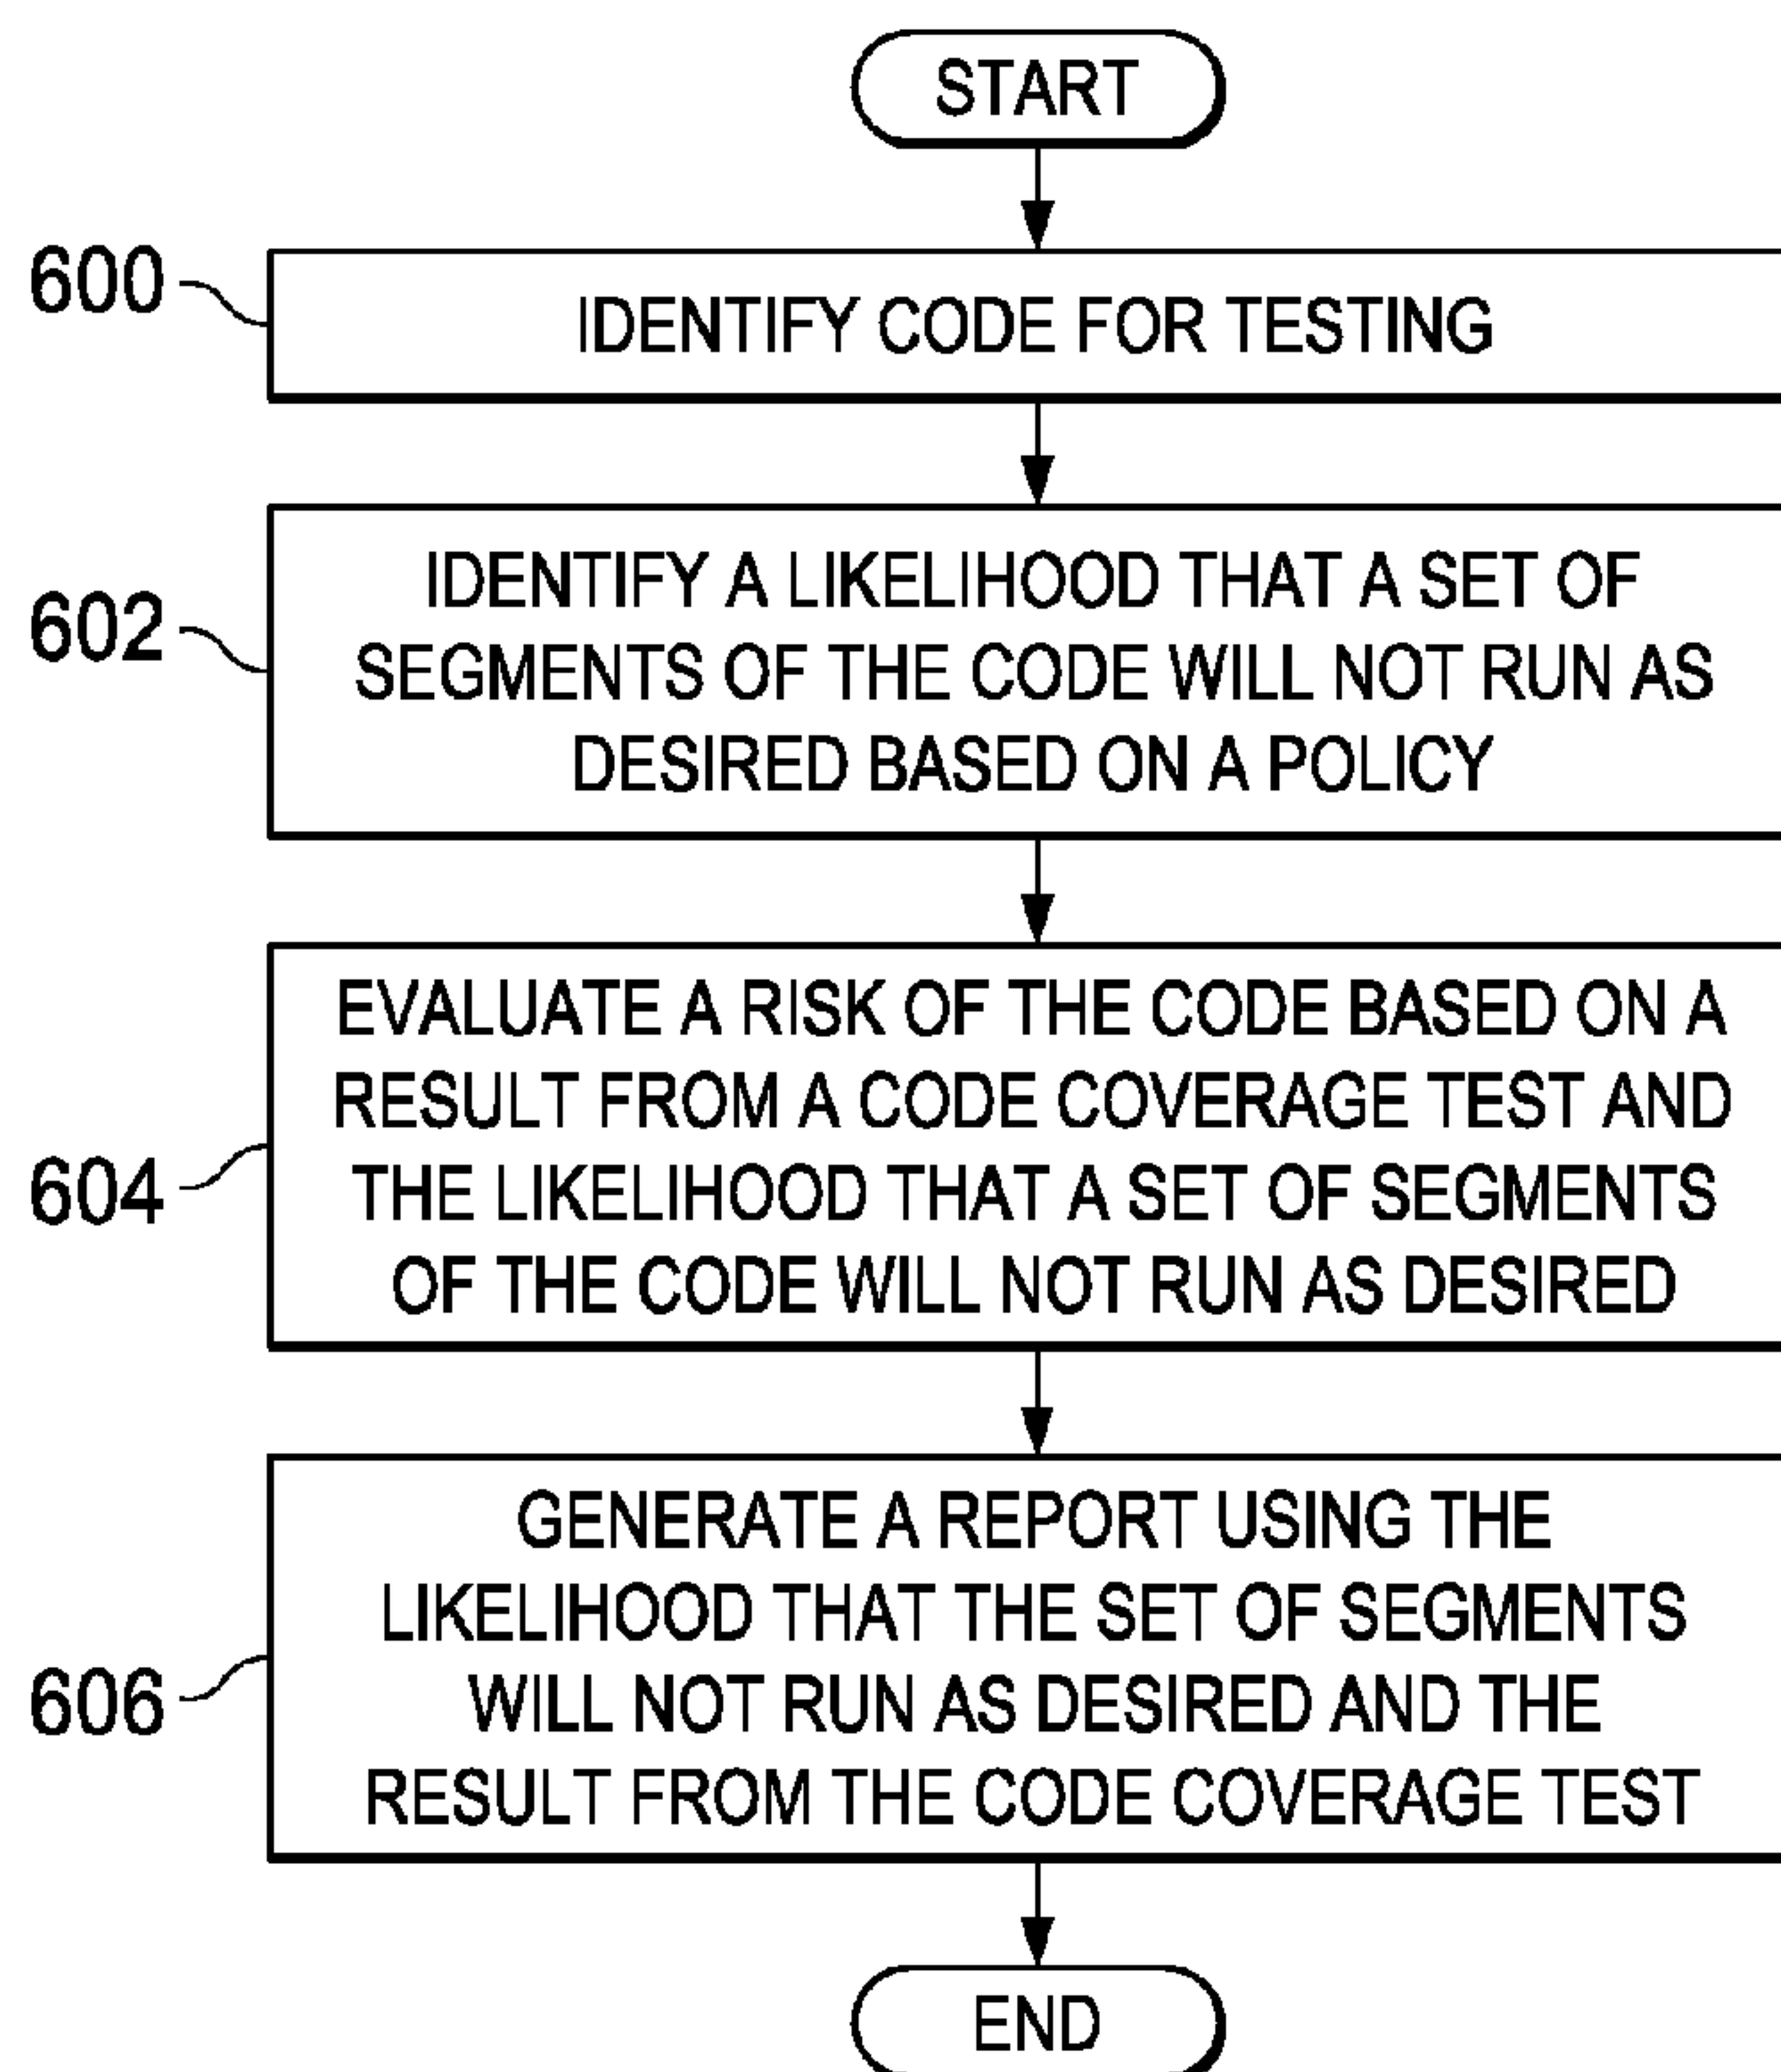 START
600
IDENTIFY CODE FOR TESTING
602
IDENTIFY A LIKELIHOOD THAT A SET OF
SEGMENTS OF THE CODE WILL NOT RUN AS
DESIRED BASED ON A POLICY
604
EVALUATE A RISK OF THE CODE BASED ON A
RESULT FROM A CODE COVERAGE TEST AND
THE LIKELIHOOD THAT A SET OF SEGMENTS
OF THE CODE WILL NOT RUN AS DESIRED
606
GENERATE A REPORT USING THE
LIKELIHOOD THAT THE SET OF SEGMENTS
WILL NOT RUN AS DESIRED AND THE
RESULT FROM THE CODE COVERAGE TEST
END